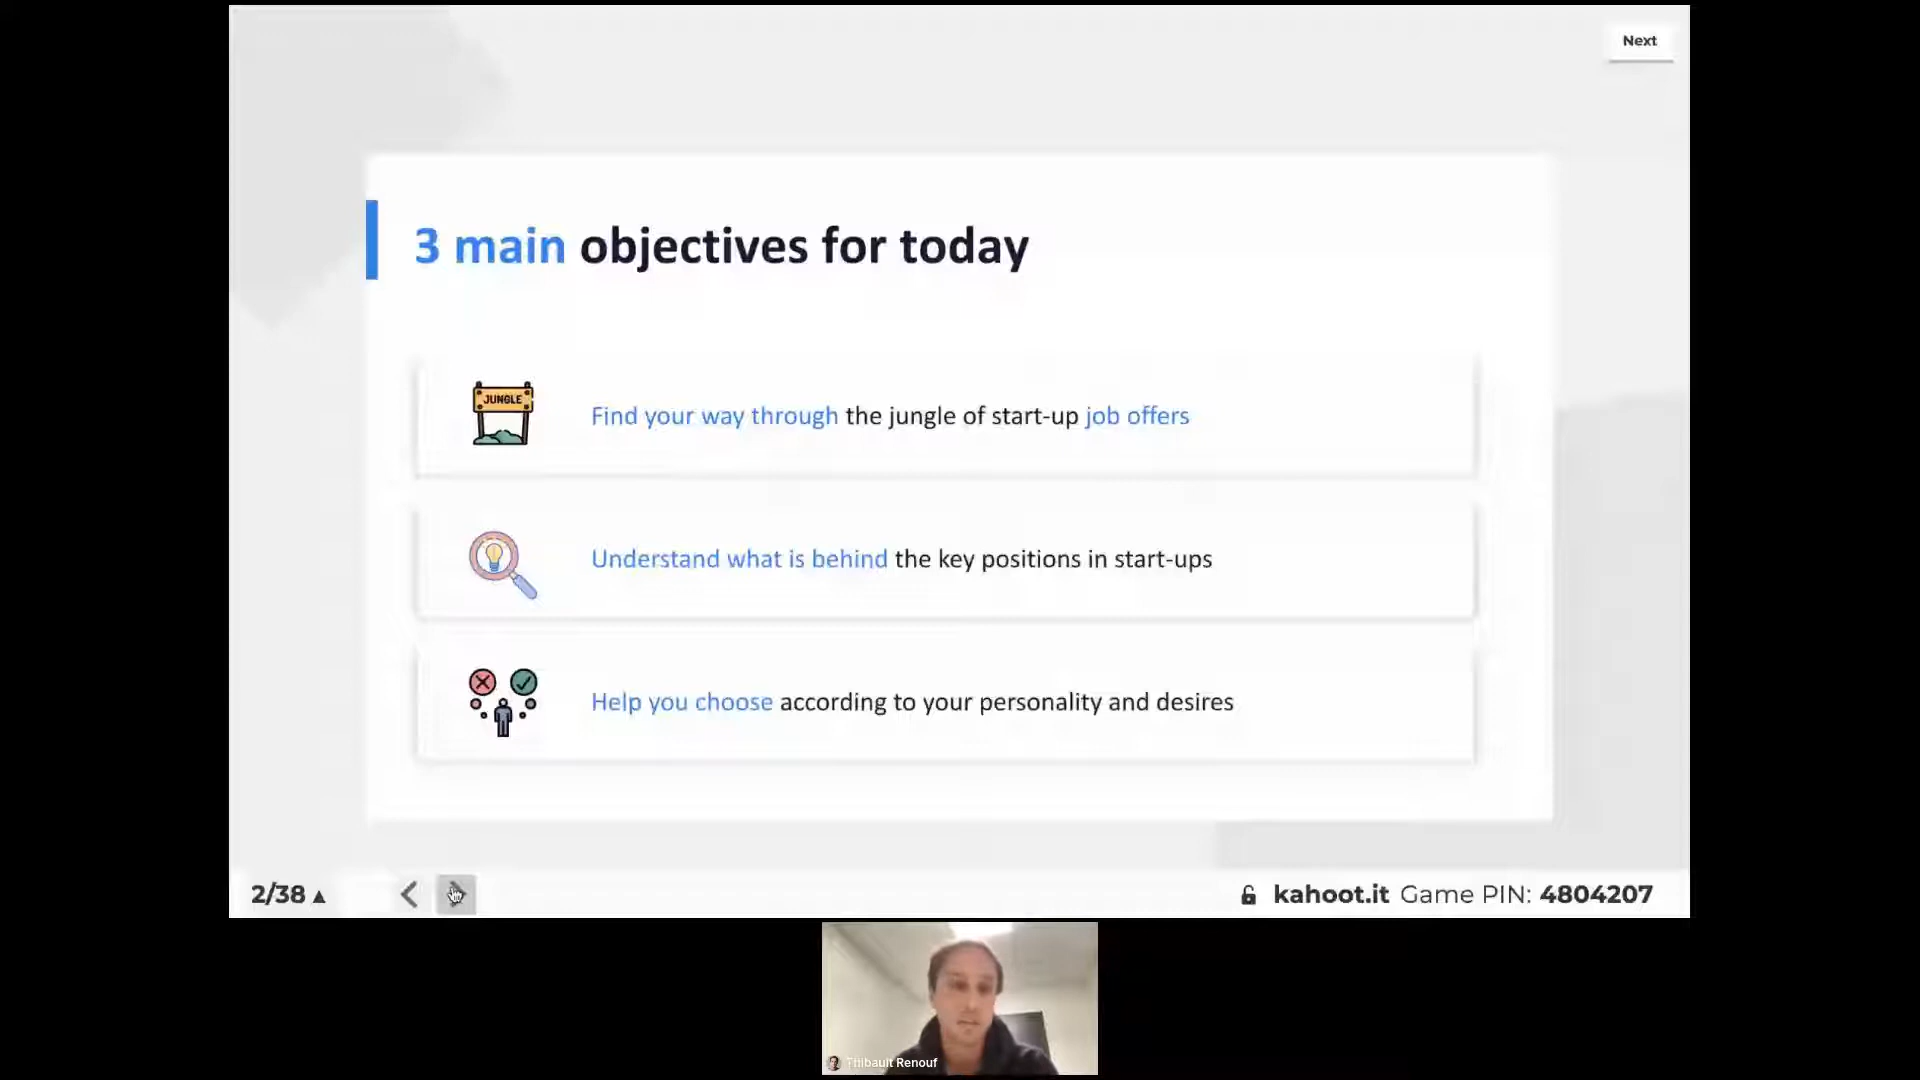 Next
3 main objectives for today
JUNGLE
Find your way through the jungle of start-up job offers
Understand what is behind the key positions in start-ups
Help you choose according to your personality and desires
2/38 ▲
kahoot.it Game PIN: 4804207
Thibault Renouf